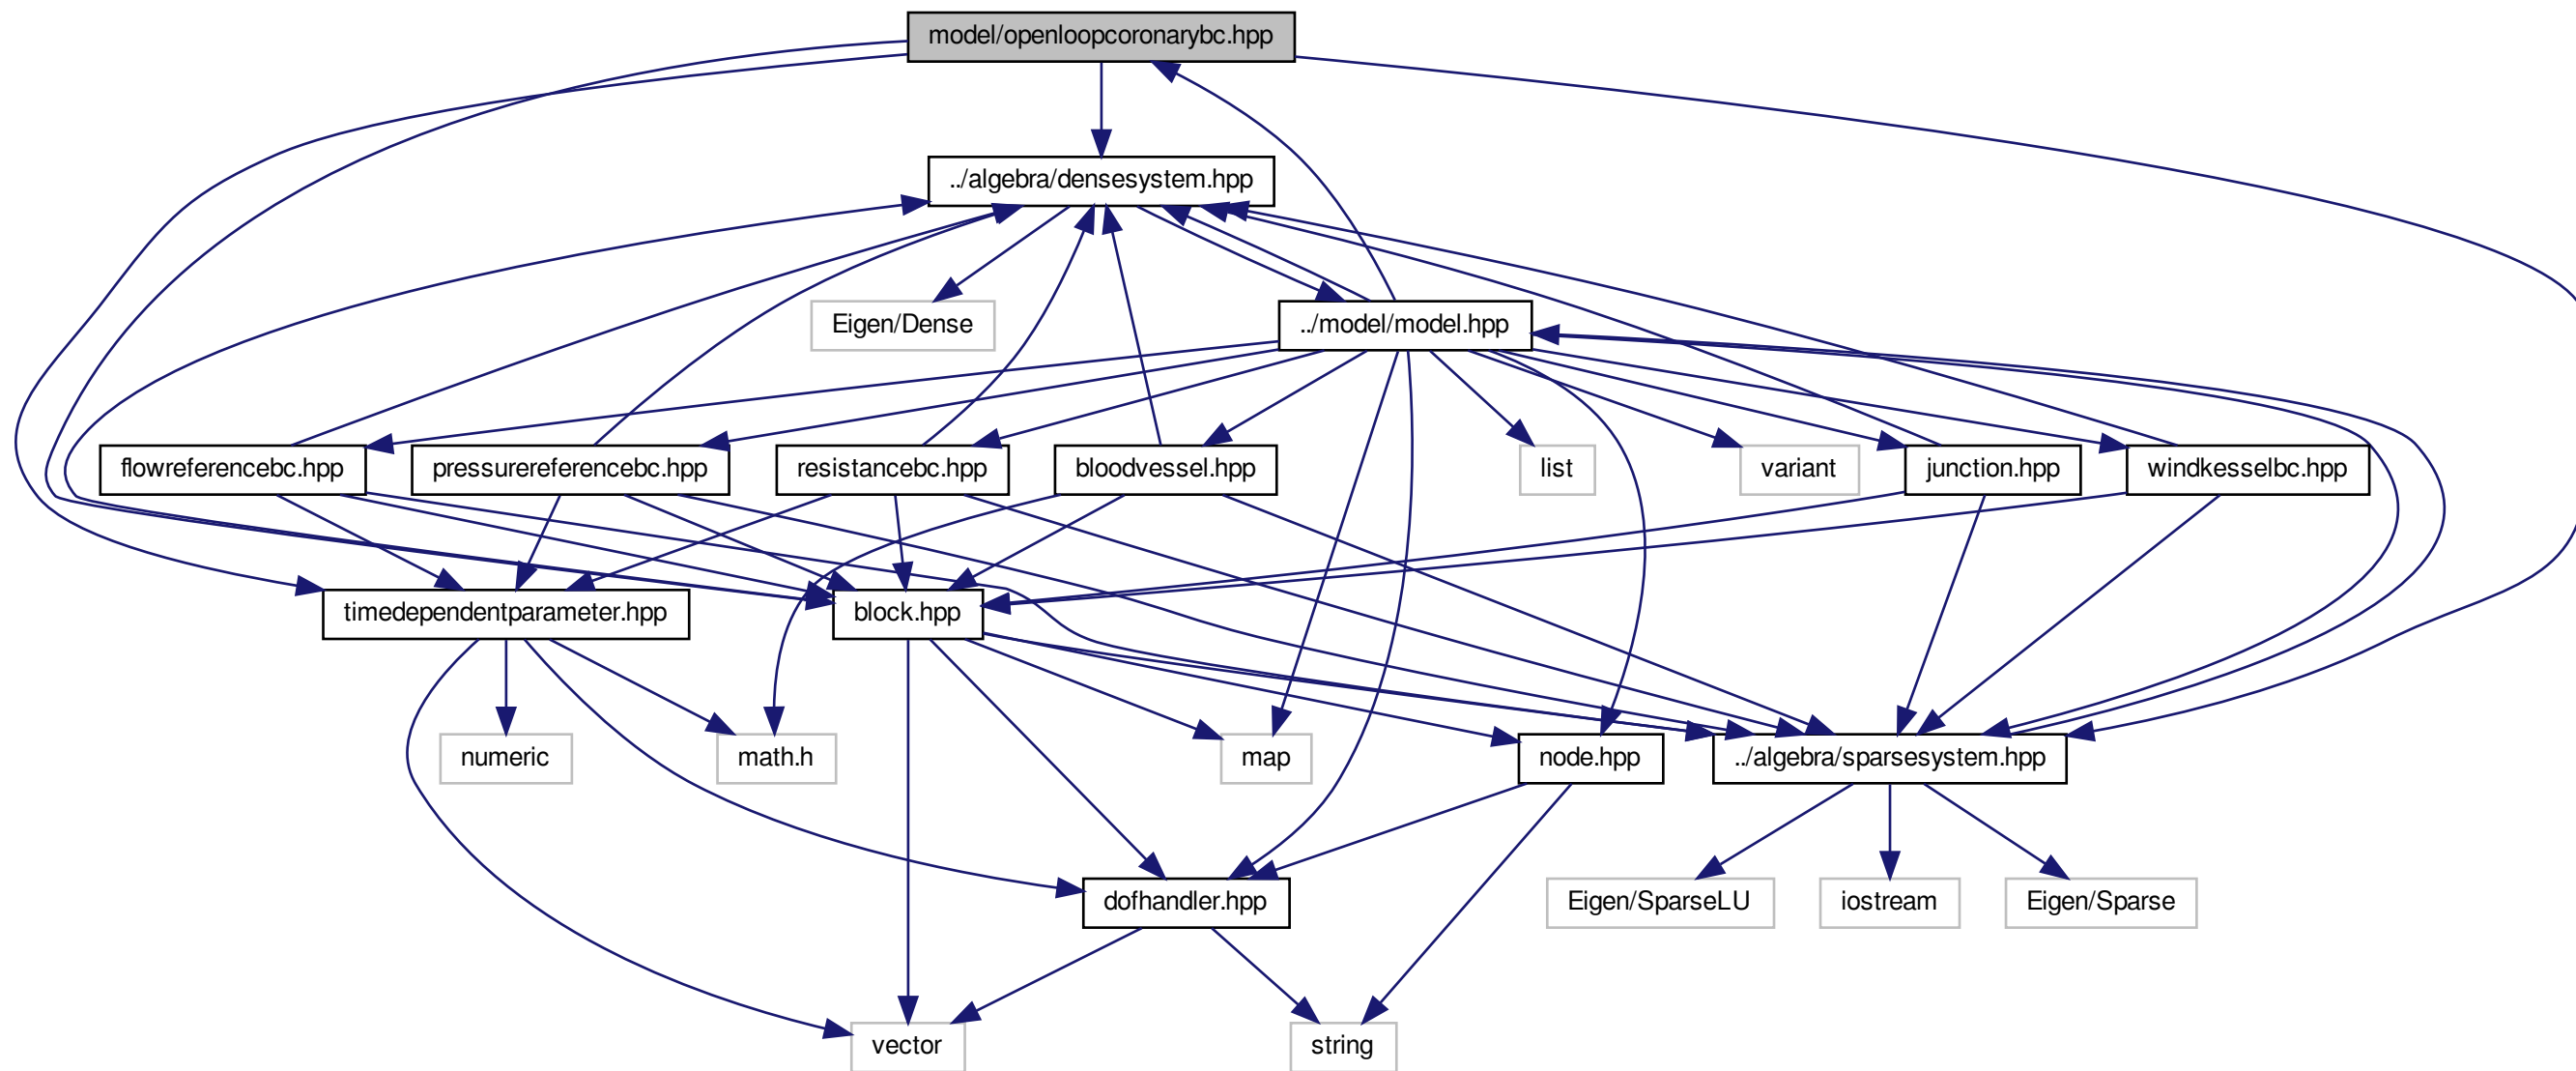 model/openloopcoronarybc.hpp
../algebra/densesystem.hpp
Eigen/Dense
../model/model.hpp
flowreferencebc.hpp
pressurereferencebc.hpp
resistancebc.hpp
bloodvessel.hpp
list
variant
junction.hpp
windkesselbc.hpp
timedependentparameter.hpp
block.hpp
numeric
math.h
map
node.hpp
../algebra/sparsesystem.hpp
dofhandler.hpp
Eigen/SparseLU
iostream
Eigen/Sparse
vector
string